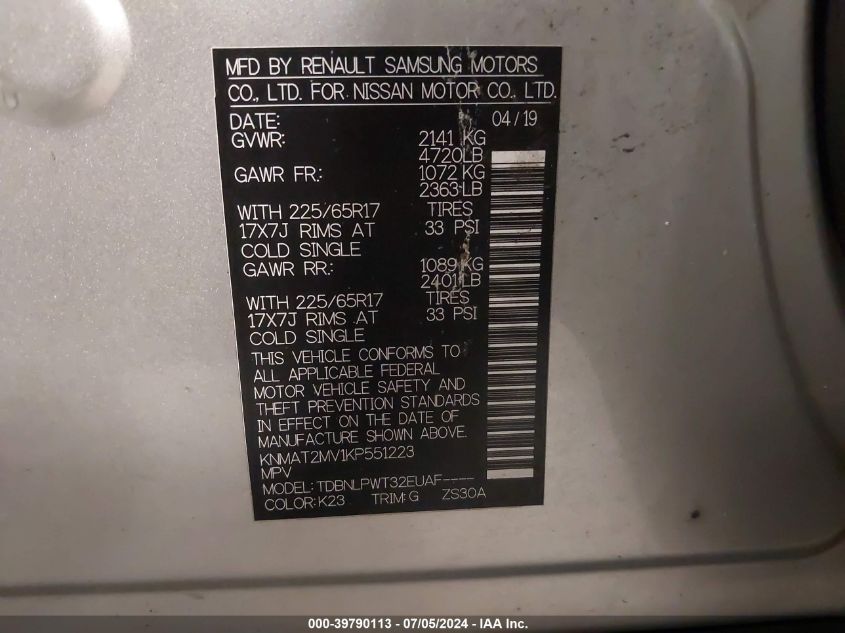 MFD BY RENAULT SAMSUNG MOTORS
CO., LTD. FOR NISSAN MOTOR CO., LTD.
DATE: 04/19
GVWR: 2141 KG
4720LB
GAWR FR.: 1072 KG
2363 LB
WITH 225/65R17 TIRES
17X7J RIMS AT 33 PSI
COLD SINGLE
GAWR RR.: 1089 KG
2401LB
WITH 225/65R17 TIRES
17X7J RIMS AT 33 PSI
COLD SINGLE
THIS VEHICLE CONFORMS TO
ALL APPLICABLE FEDERAL
MOTOR VEHICLE SAFETY AND
THEFT PREVENTION STANDARDS
IN EFFECT ON THE DATE OF
MANUFACTURE SHOWN ABOVE.
KNMAT2MV1KP551223
MPV
MODEL: TDBNLPWT32EUAF----
COLOR:K23 TRIM:G ZS30A
000-39790113 - 07/05/2024 - IAA Inc.